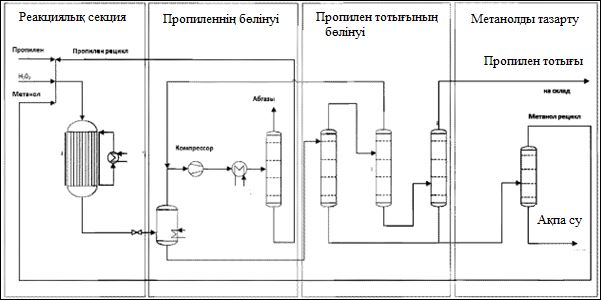 Реакциялық секция
Пропиленнің бөлінуі
Пропилен тотығының
бөлінуі
Метанолды тазарту
Пропилен
Пропилен рецикл
H₂O₂
Метанол
Абгазы
Компрессор
Пропилен тотығы
на склад
Метанол рецикл
Ақпа су